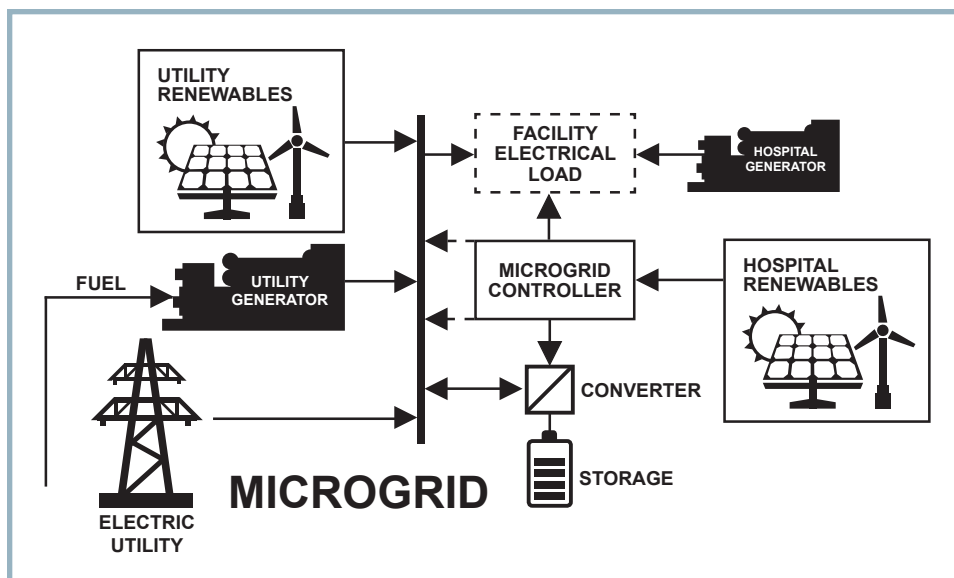 UTILITY
RENEWABLES
FACILITY
ELECTRICAL
LOAD
HOSPITAL
GENERATOR
FUEL
UTILITY
GENERATOR
MICROGRID
CONTROLLER
HOSPITAL
RENEWABLES
CONVERTER
STORAGE
MICROGRID
ELECTRIC
UTILITY